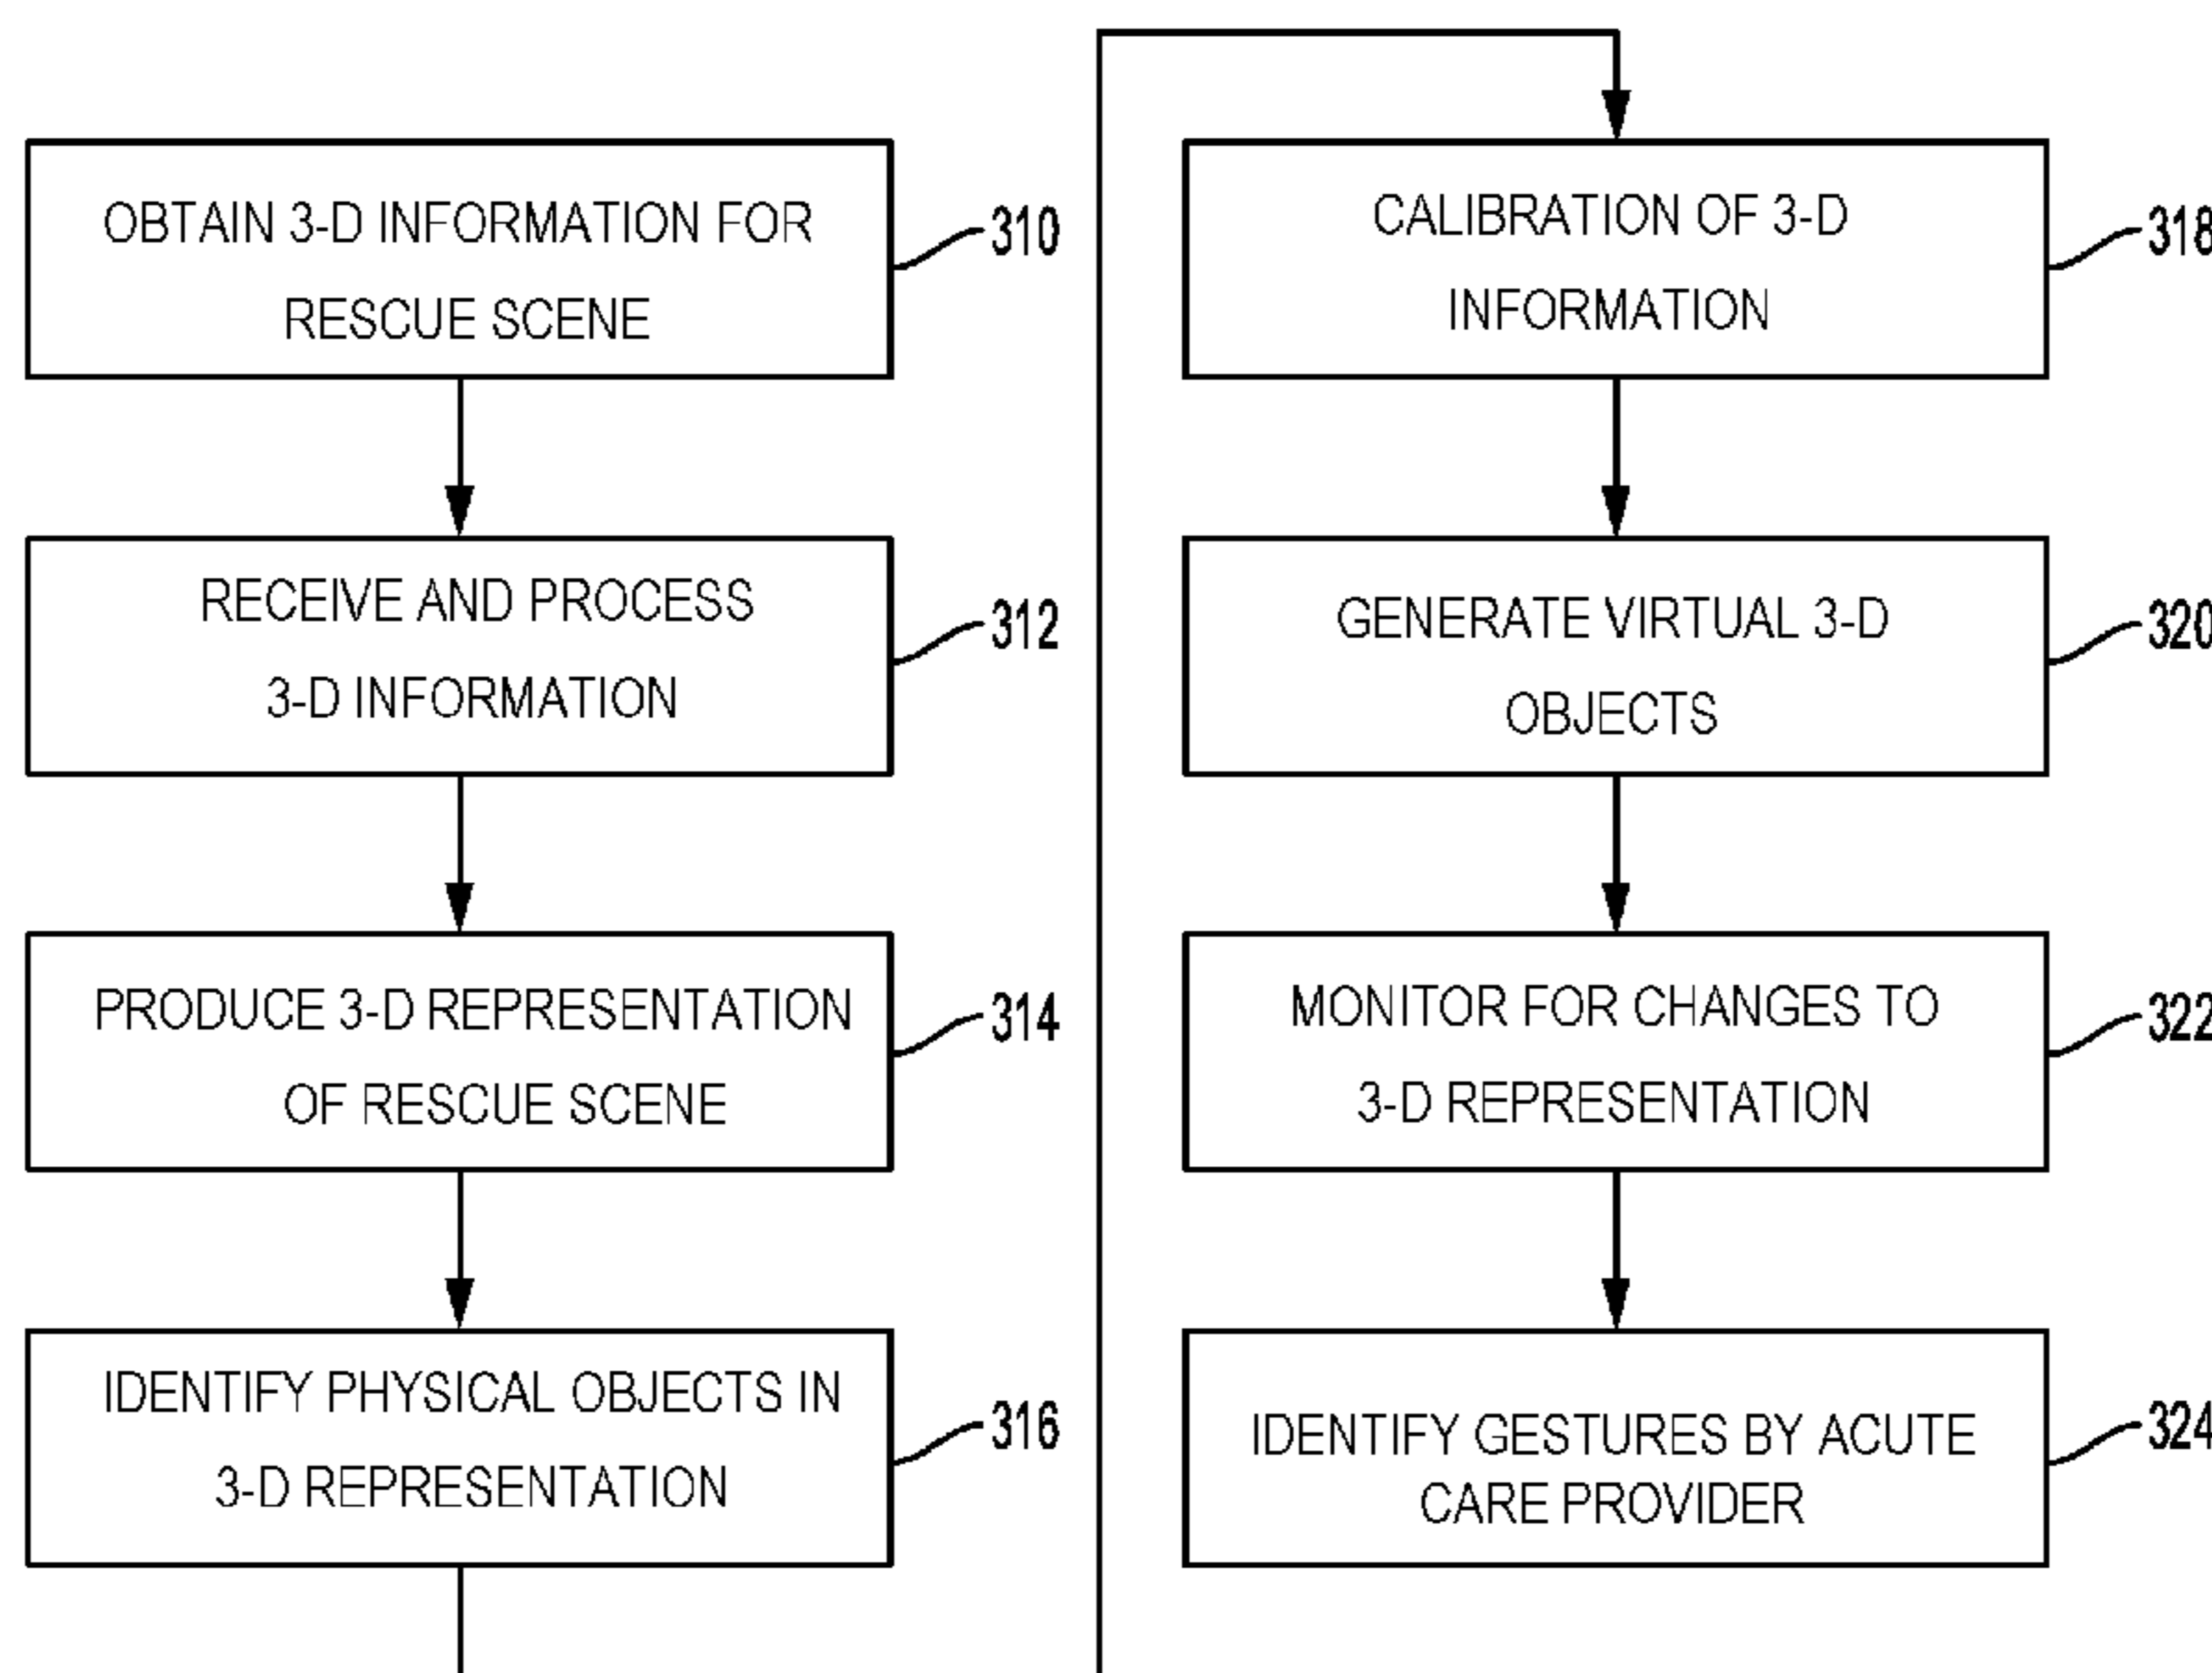 OBTAIN 3-D INFORMATION FOR
RESCUE SCENE
310
RECEIVE AND PROCESS
3-D INFORMATION
312
PRODUCE 3-D REPRESENTATION
OF RESCUE SCENE
314
IDENTIFY PHYSICAL OBJECTS IN
3-D REPRESENTATION
316
CALIBRATION OF 3-D
INFORMATION
318
GENERATE VIRTUAL 3-D
OBJECTS
320
MONITOR FOR CHANGES TO
3-D REPRESENTATION
322
IDENTIFY GESTURES BY ACUTE
CARE PROVIDER
324